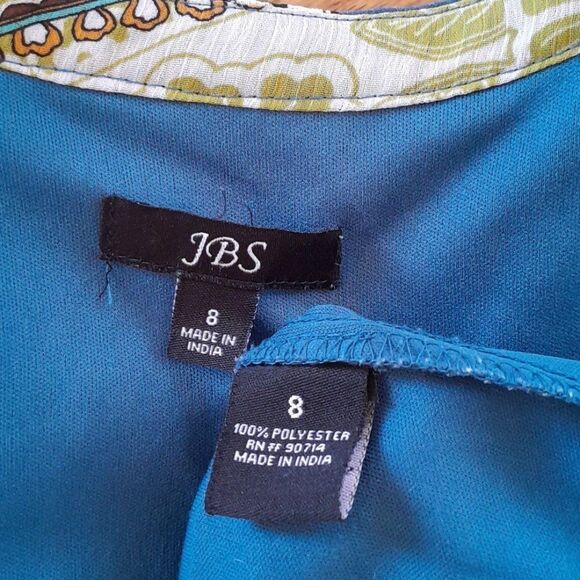 JBS
8
MADE IN
INDIA
8
100% POLYESTER
RN # 90714
MADE IN INDIA